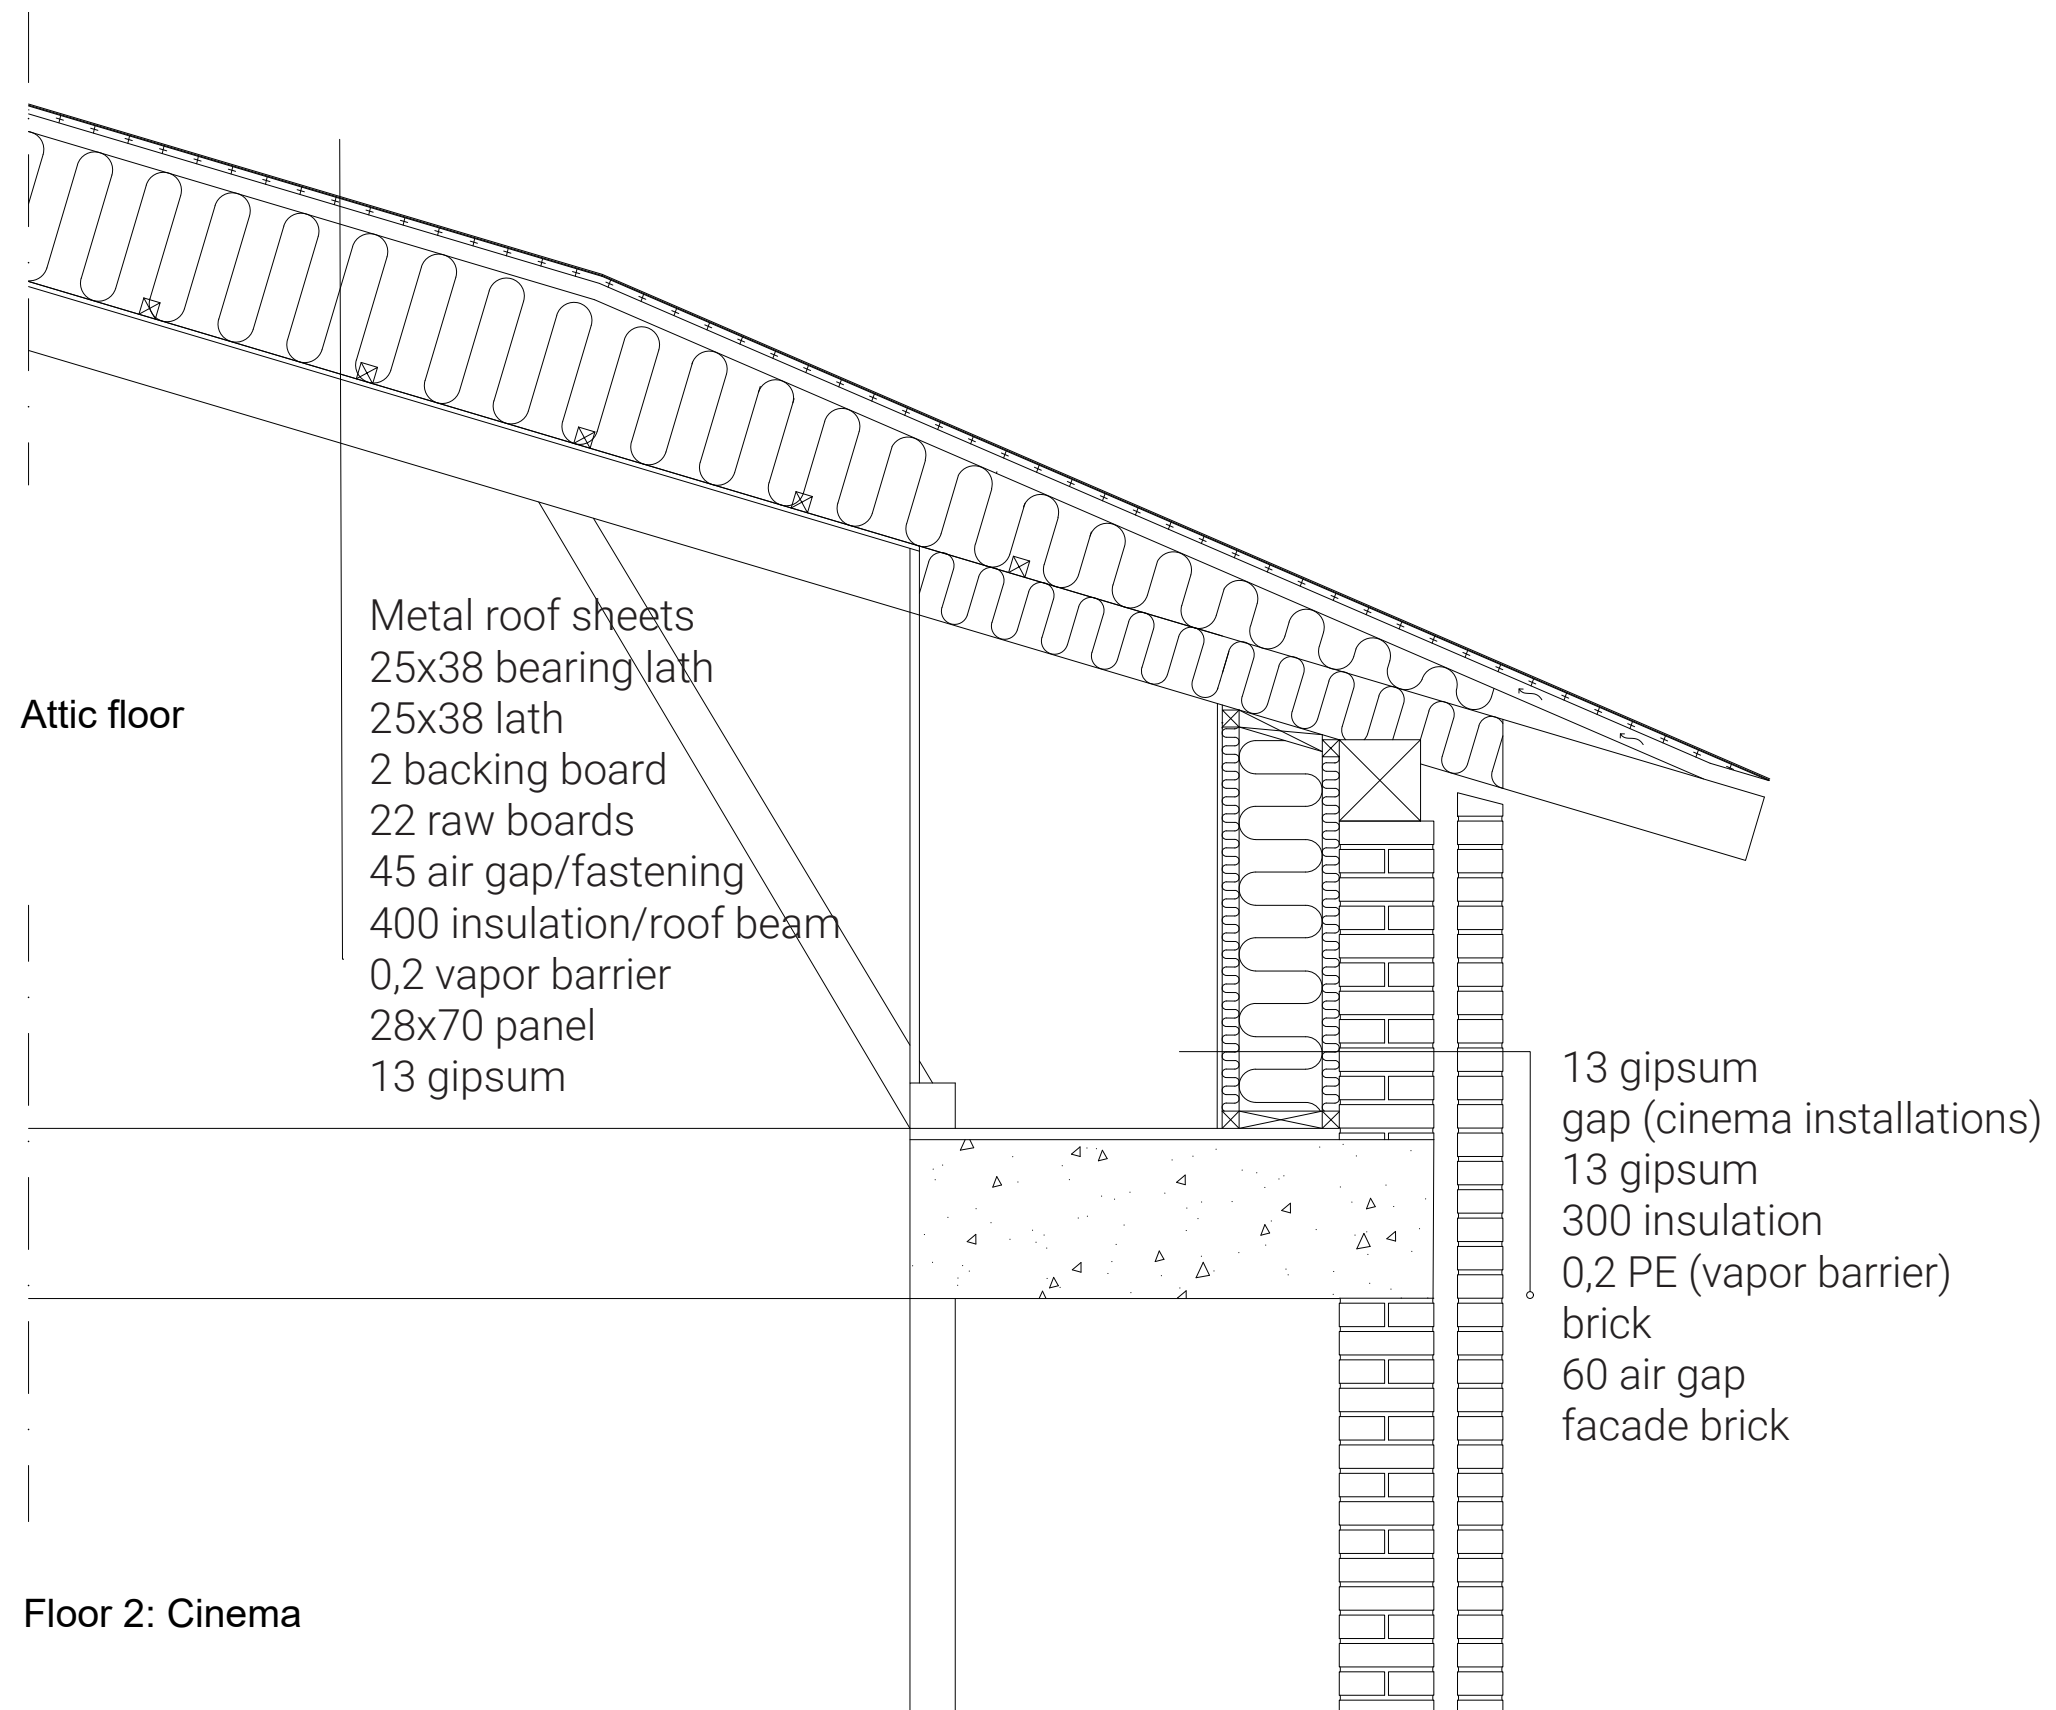 Metal roof sheets
25x38 bearing lath
25x38 lath
2 backing board
22 raw boards
45 air gap/fastening
400 insulation/roof beam
0,2 vapor barrier
28x70 panel
13 gipsum
Attic floor
13 gipsum
gap (cinema installations)
13 gipsum
300 insulation
0,2 PE (vapor barrier)
brick
60 air gap
facade brick
Floor 2: Cinema